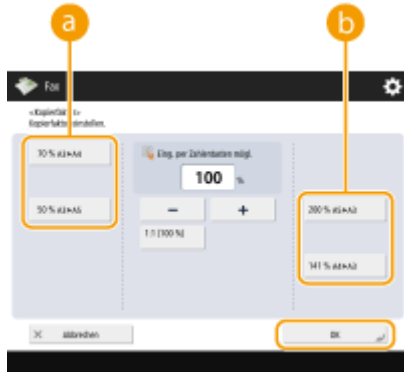 a
b
Fax
<Kopierfaktor>
Kopierfaktor einstellen.
70 % A3▸A4
Eing. per Zahlentasten mögl.
100 %
50 % A3▸A5
− +
200 % A5▸A3
1:1 [100 %]
141 % A4▸A3
× Abbrechen
OK